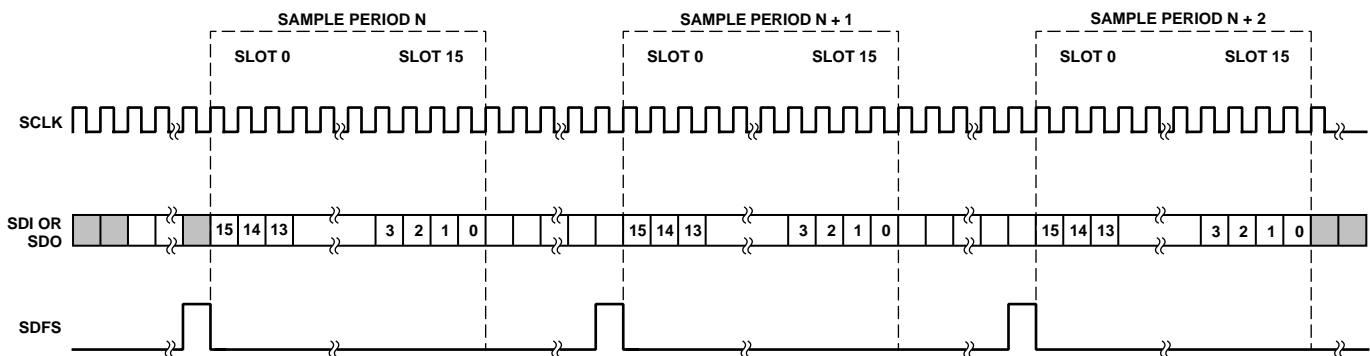 SAMPLE PERIOD N SAMPLE PERIOD N + 1 SAMPLE PERIOD N + 2
SLOT 0 SLOT 15 SLOT 0 SLOT 15 SLOT 0 SLOT 15
SCLK
SDI OR
SDO
15 14 13 3 2 1 0 15 14 13 3 2 1 0 15 14 13 3 2 1 0
SDFS